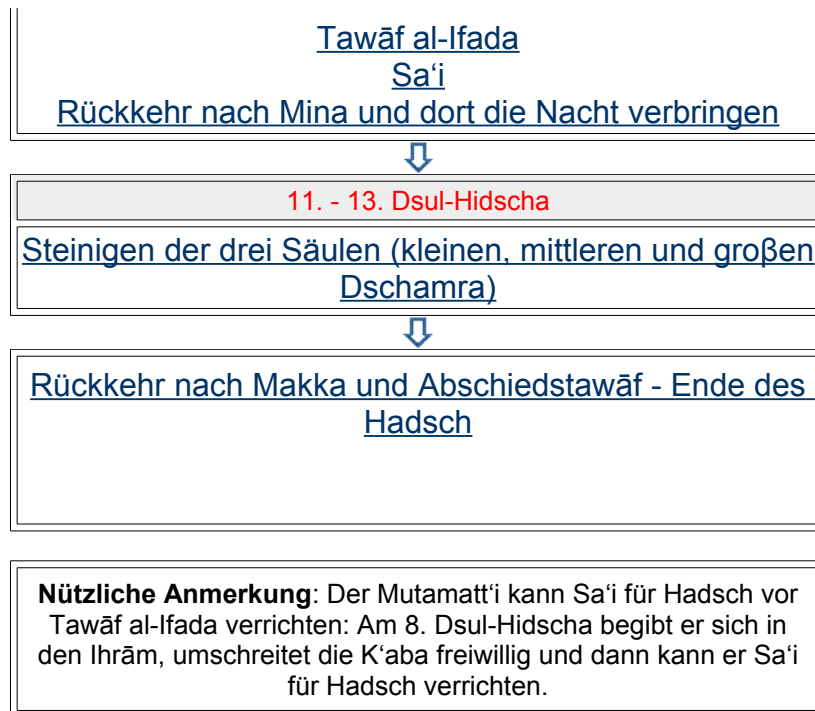 Tawāf al-Ifada
Sa‘i
Rückkehr nach Mina und dort die Nacht verbringen
11. - 13. Dsul-Hidscha
Steinigen der drei Säulen (kleinen, mittleren und groβen
Dschamra)
Rückkehr nach Makka und Abschiedstawāf - Ende des
Hadsch
Nützliche Anmerkung: Der Mutamatt‘i kann Sa‘i für Hadsch vor
Tawāf al-Ifada verrichten: Am 8. Dsul-Hidscha begibt er sich in
den Ihrām, umschreitet die K‘aba freiwillig und dann kann er Sa‘i
für Hadsch verrichten.